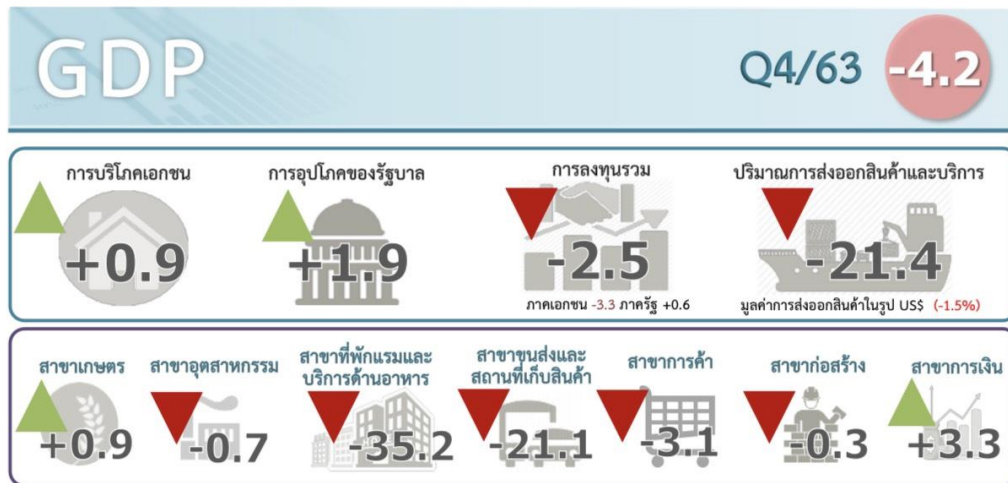 GDP
Q4/63 -4.2
การบริโภคเอกชน
+0.9
การอุปโภคของรัฐบาล
+1.9
การลงทุนรวม
-2.5
ภาคเอกชน -3.3 ภาครัฐ +0.6
ปริมาณการส่งออกสินค้าและบริการ
-21.4
มูลค่าการส่งออกสินค้าในรูป US$ (-1.5%)
สาขาเกษตร
+0.9
สาขาอุตสาหกรรม
-0.7
สาขาที่พักแรมและ
บริการด้านอาหาร
-35.2
สาขาขนส่งและ
สถานที่เก็บสินค้า
-21.1
สาขาการค้า
-3.1
สาขาก่อสร้าง
-0.3
สาขาการเงิน
+3.3